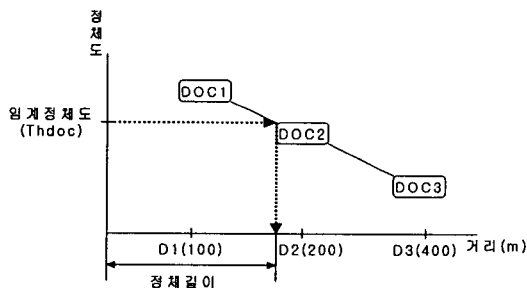 정체도
DOC1
임계정체도
(Thdoc)
DOC2
DOC3
D1(100)
D2(200)
D3(400)
거리(m)
정체길이